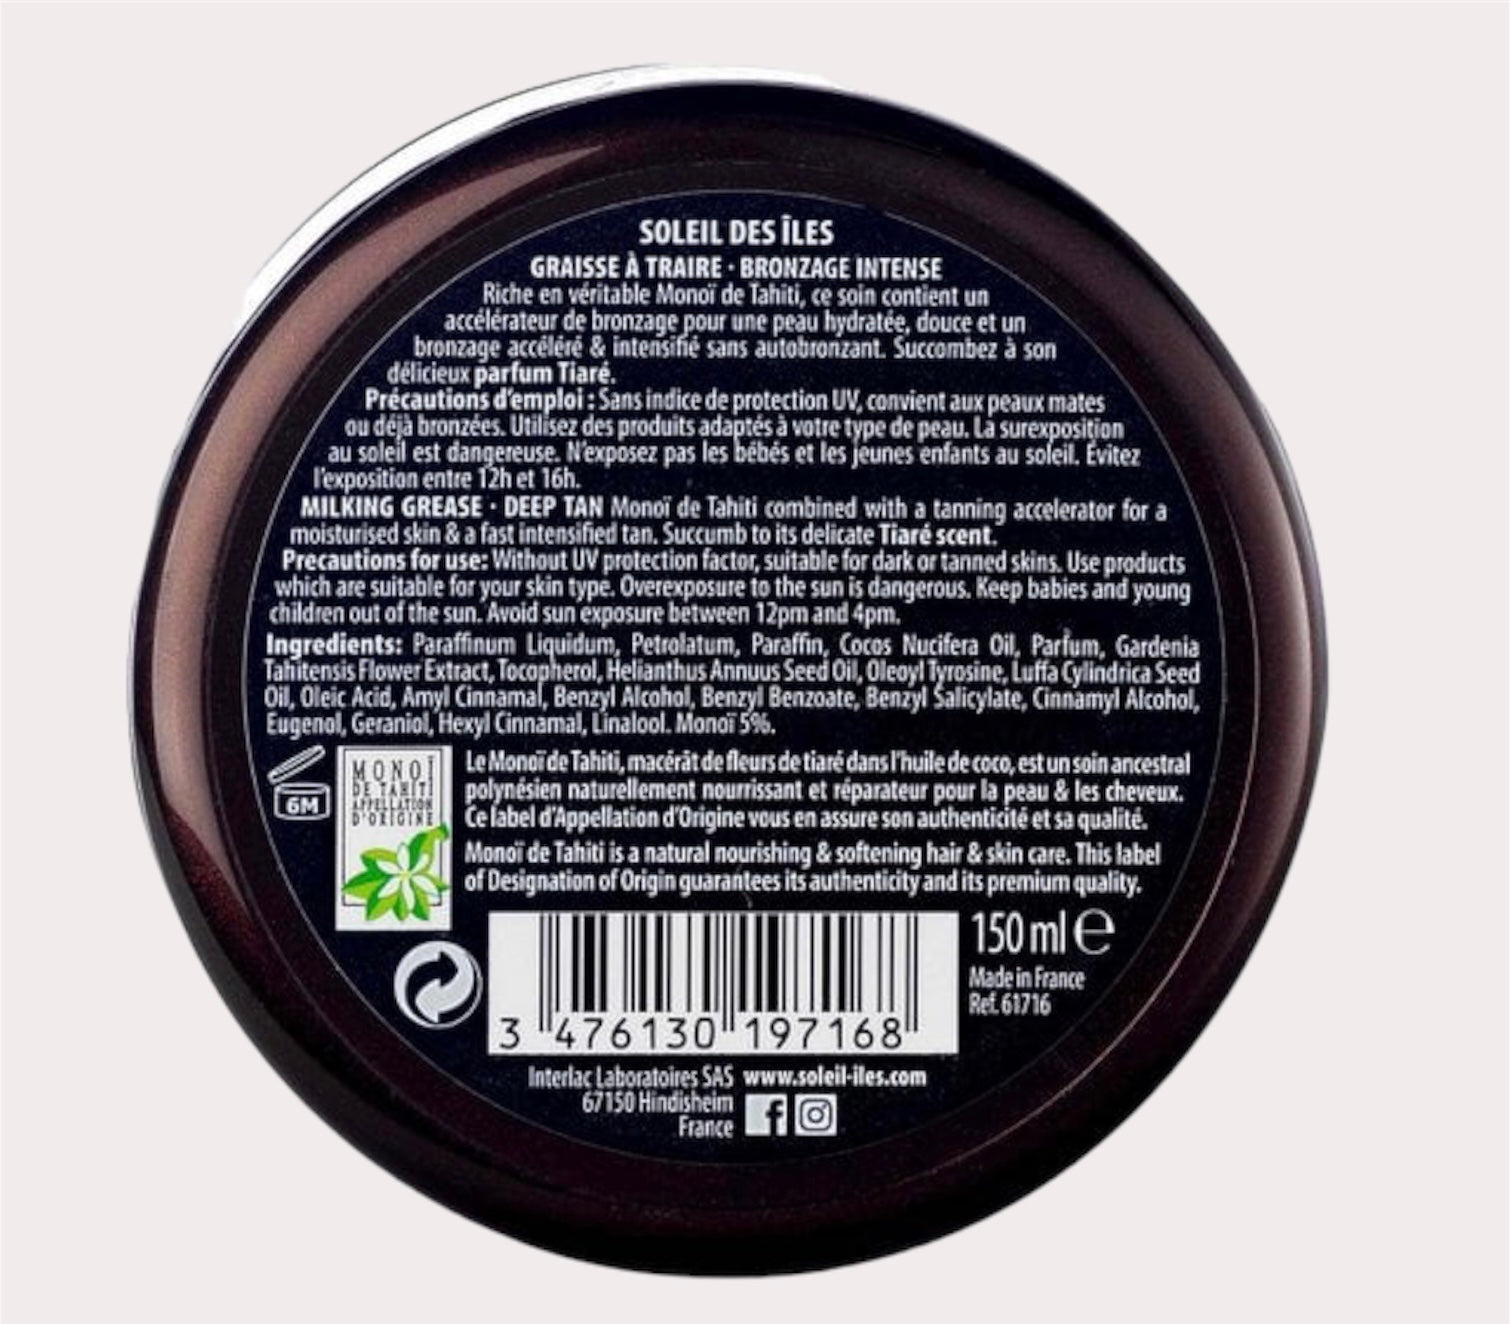 SOLEIL DES ÎLES
GRAISSE À TRAIRE · BRONZAGE INTENSE
Riche en véritable Monoï de Tahiti, ce soin contient un
accélérateur de bronzage pour une peau hydratée, douce et un
bronzage accéléré & intensifié sans autobronzant. Succombez à son
délicieux parfum Tiaré.
Précautions d'emploi : Sans indice de protection UV, convient aux peaux mates
ou déjà bronzées. Utilisez des produits adaptés à votre type de peau. La surexposition
au soleil est dangereuse. N'exposez pas les bébés et les jeunes enfants au soleil. Évitez
l'exposition entre 12h et 16h.
MILKING GREASE · DEEP TAN Monoï de Tahiti combined with a tanning accelerator for a
moisturised skin & a fast intensified tan. Succumb to its delicate Tiaré scent.
Precautions for use: Without UV protection factor, suitable for dark or tanned skins. Use products
which are suitable for your skin type. Overexposure to the sun is dangerous. Keep babies and young
children out of the sun. Avoid sun exposure between 12pm and 4pm.
Ingredients: Paraffinum Liquidum, Petrolatum, Paraffin, Cocos Nucifera Oil, Parfum, Gardenia
Tahitensis Flower Extract, Tocopherol, Helianthus Annuus Seed Oil, Oleoyl Tyrosine, Luffa Cylindrica Seed
Oil, Oleic Acid, Amyl Cinnamal, Benzyl Alcohol, Benzyl Benzoate, Benzyl Salicylate, Cinnamyl Alcohol,
Eugenol, Geraniol, Hexyl Cinnamal, Linalool. Monoï 5%.
6M
MONOÏ
DE TAHITI
APPELLATION
D'ORIGINE
Le Monoï de Tahiti, macérât de fleurs de tiaré dans l'huile de coco, est un soin ancestral
polynésien naturellement nourrissant et réparateur pour la peau & les cheveux.
Ce label d'Appellation d'Origine vous en assure son authenticité et sa qualité.
Monoï de Tahiti is a natural nourishing & softening hair & skin care. This label
of Designation of Origin guarantees its authenticity and its premium quality.
150 ml e
Made in France
Ref. 61716
3 476130 197168
Interlac Laboratoires SAS www.soleil-iles.com
67150 Hindisheim
France